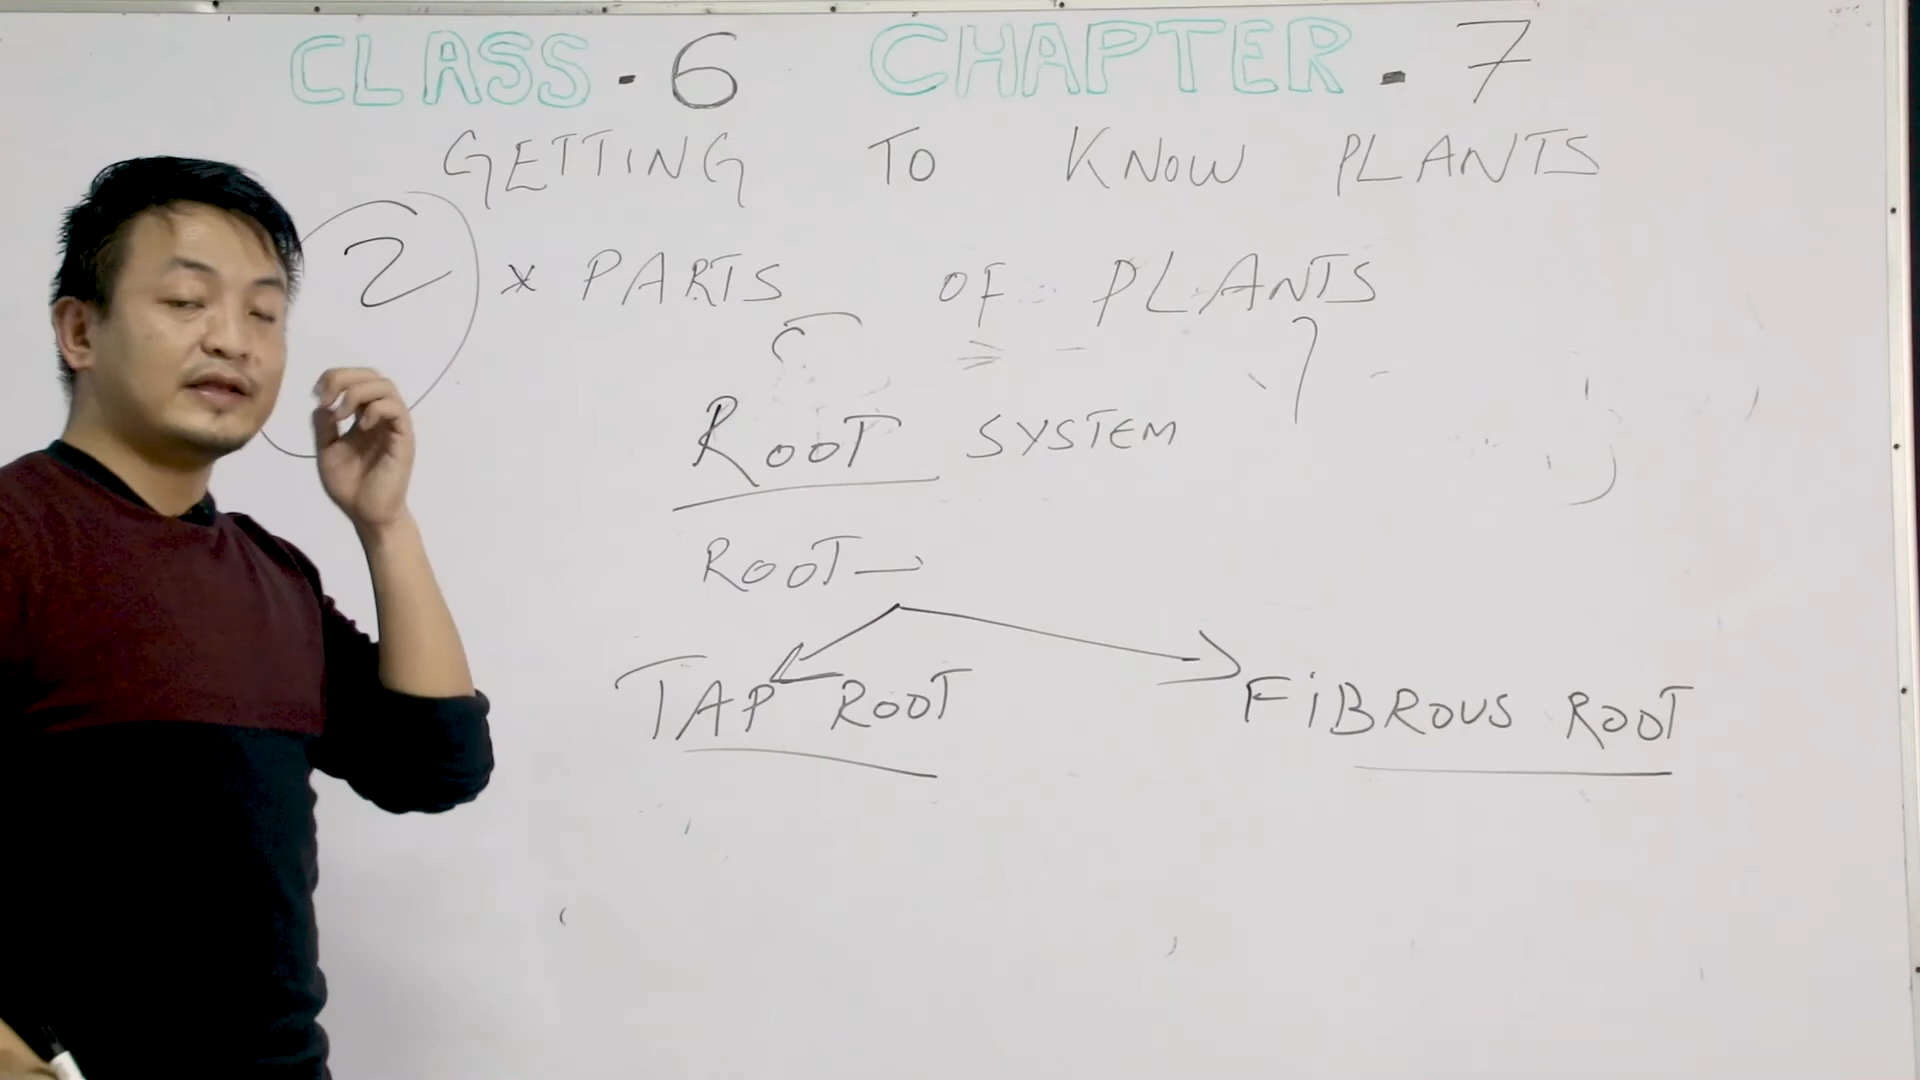 CLASS - 6 CHAPTER - 7
GETTING TO KNOW PLANTS
2 x PARTS OF PLANTS
ROOT SYSTEM
ROOT —
TAP ROOT FIBROUS ROOT